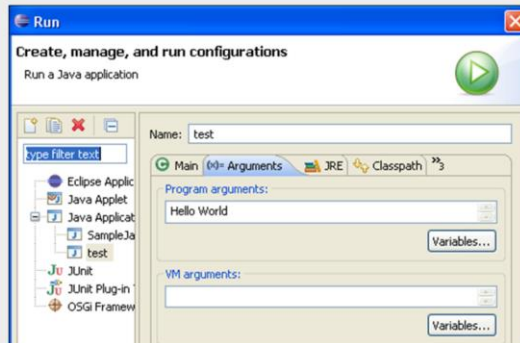 Run
Create, manage, and run configurations
Run a Java application
type filter text
Eclipse Applic
Java Applet
Java Applicat
SampleJa
test
JUnit
JUnit Plug-in
OSGi Framew
Name: test
Main (x)= Arguments JRE Classpath »3
Program arguments:
Hello World
Variables...
VM arguments:
Variables...